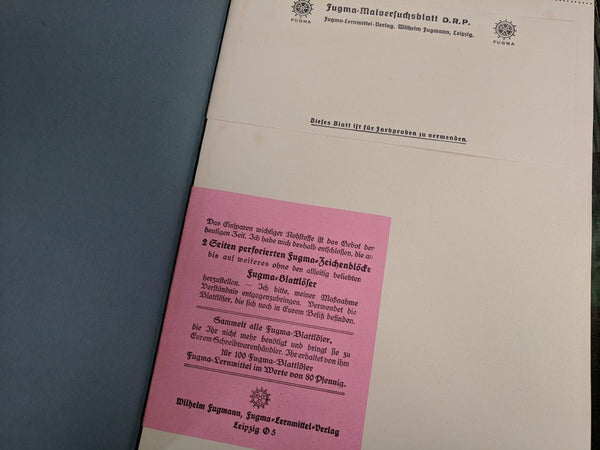 Fugma-Malversuchsblatt D.R.P.
Fugma-Lernmittel-Verlag, Wilhelm Fugmann, Leipzig.
FUGMA
FUGMA
Dieses Blatt ist für Farbproben zu verwenden.
Das Einsparen wichtiger Rohstoffe ist das Gebot der
heutigen Zeit. Ich habe mich deshalb entschlossen, die a:
2 Seiten perforierten Fugma-Zeichenblöcke
bis auf weiteres ohne den allseitig beliebten
Fugma-Blattlöser
herzustellen. — Ich bitte, meiner Maßnahme
Verständnis entgegenzubringen. Verwendet die
Blattlöser, die sich noch in Eurem Besitz befinden.
Sammelt alle Fugma-Blattlöser,
die Ihr nicht mehr benötigt und bringt sie zu
Eurem Schreibwarenhändler. Ihr erhaltet von ihm
für 100 Fugma-Blattlöser
Fugma-Lernmittel im Werte von 80 Pfennig.
Wilhelm Fugmann, Fugma-Lernmittel-Verlag
Leipzig O 5